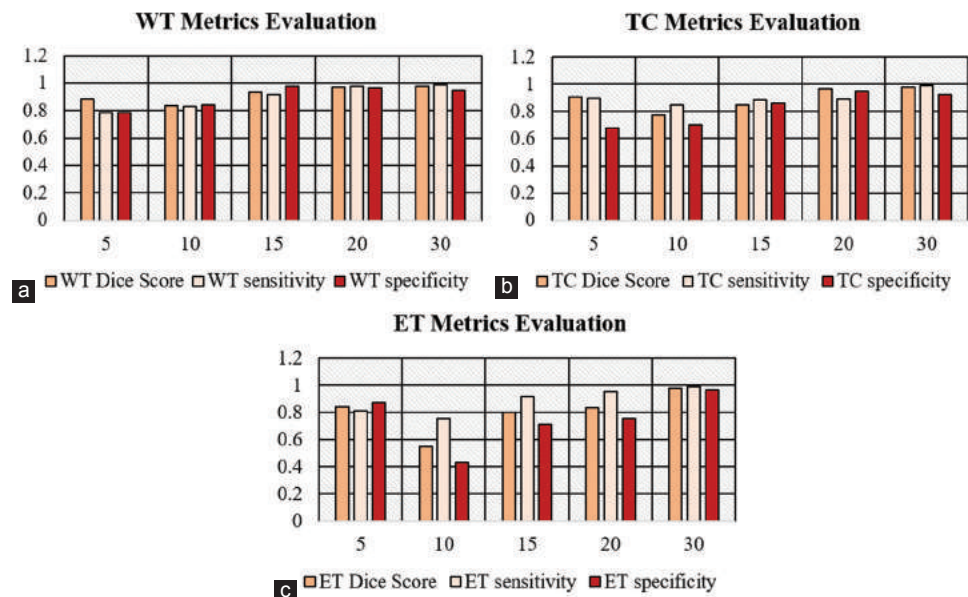 WT Metrics Evaluation
1.2
1
0.8
0.6
0.4
0.2
0
5 10 15 20 30
WT Dice Score WT sensitivity WT specificity
a
TC Metrics Evaluation
1.2
1
0.8
0.6
0.4
0.2
0
5 10 15 20 30
TC Dice Score TC sensitivity TC specificity
b
ET Metrics Evaluation
1.2
1
0.8
0.6
0.4
0.2
0
5 10 15 20 30
ET Dice Score ET sensitivity ET specificity
c